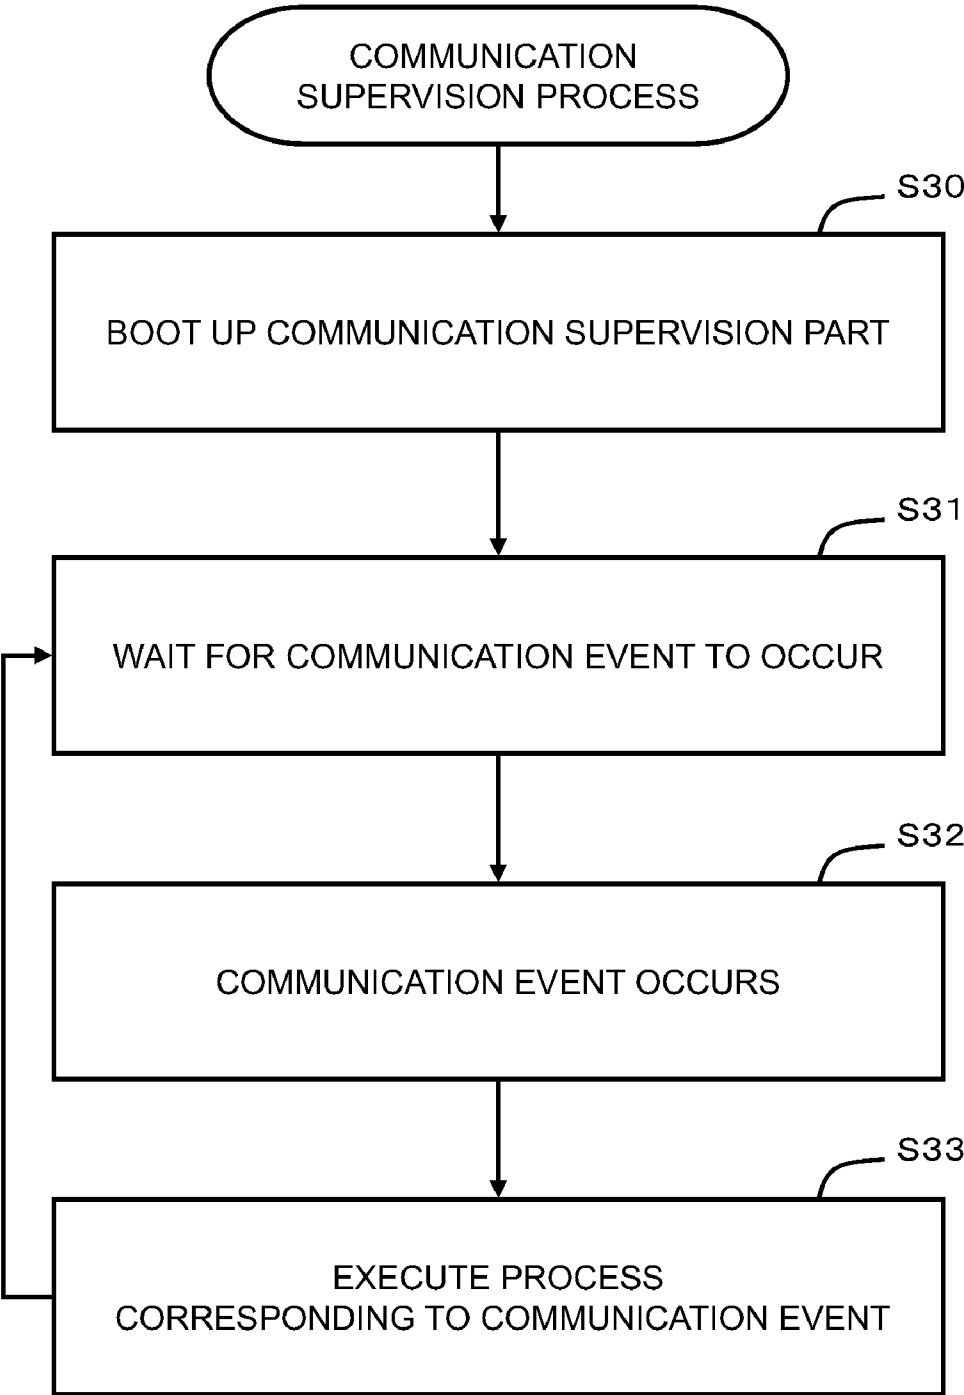 COMMUNICATION
SUPERVISION PROCESS
S30
BOOT UP COMMUNICATION SUPERVISION PART
S31
WAIT FOR COMMUNICATION EVENT TO OCCUR
S32
COMMUNICATION EVENT OCCURS
S33
EXECUTE PROCESS
CORRESPONDING TO COMMUNICATION EVENT